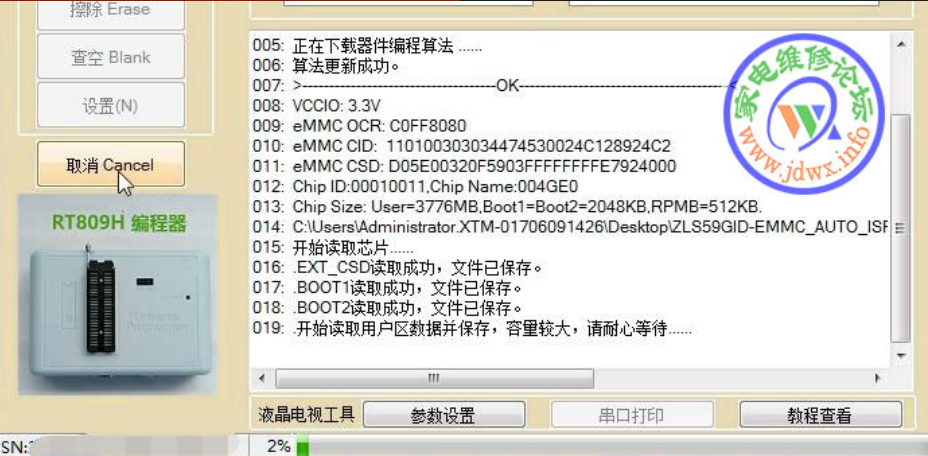 擦除 Erase
查空 Blank
设置(N)
取消 Cancel
RT809H 编程器
005: 正在下载器件编程算法 ......
006: 算法更新成功。
007: >----------------------------------------OK----------------------------------------<
008: VCCIO: 3.3V
009: eMMC OCR: C0FF8080
010: eMMC CID: 110100303034474530024C128924C2
011: eMMC CSD: D05E00320F5903FFFFFFFFE7924000
012: Chip ID:00010011,Chip Name:004GE0
013: Chip Size: User=3776MB,Boot1=Boot2=2048KB,RPMB=512KB.
014: C:\Users\Administrator.XTM-01706091426\Desktop\ZLS59GID-EMMC_AUTO_ISF
015: 开始读取芯片......
016: .EXT_CSD读取成功，文件已保存。
017: .BOOT1读取成功，文件已保存。
018: .BOOT2读取成功，文件已保存。
019: .开始读取用户区数据并保存，容量较大，请耐心等待......
家电维修论坛
www.jdwx.info
液晶电视工具
参数设置
串口打印
教程查看
SN:
2%